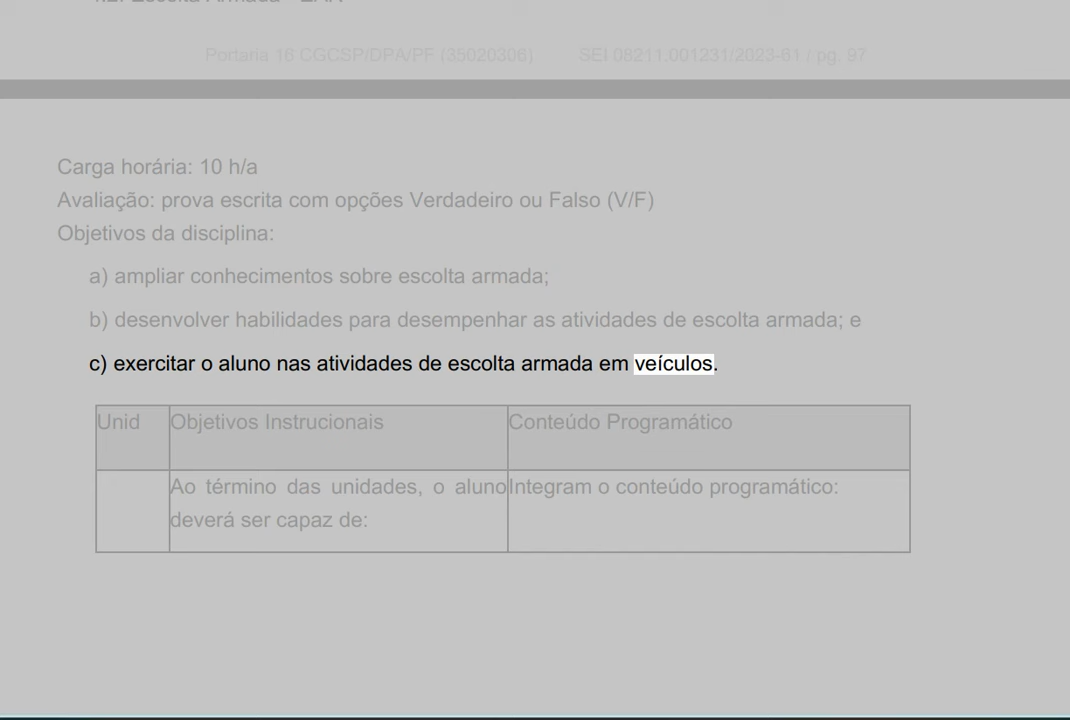 Portaria 16 CGCSP/DPA/PF (35020306) SEI 08211.001231/2023-61 / pg. 97
Carga horária: 10 h/a
Avaliação: prova escrita com opções Verdadeiro ou Falso (V/F)
Objetivos da disciplina:
a) ampliar conhecimentos sobre escolta armada;
b) desenvolver habilidades para desempenhar as atividades de escolta armada; e
c) exercitar o aluno nas atividades de escolta armada em veículos.
Unid Objetivos Instrucionais Conteúdo Programático
Ao término das unidades, o aluno Integram o conteúdo programático:
deverá ser capaz de: